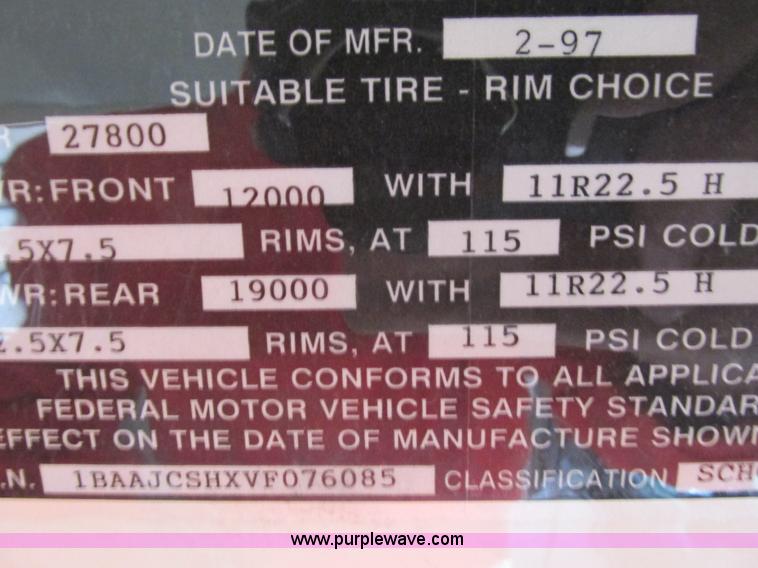 DATE OF MFR. 2-97
SUITABLE TIRE - RIM CHOICE
R 27800
WR: FRONT 12000 WITH 11R22.5 H
.5X7.5 RIMS, AT 115 PSI COLD
WR: REAR 19000 WITH 11R22.5 H
2.5X7.5 RIMS, AT 115 PSI COLD
THIS VEHICLE CONFORMS TO ALL APPLICA
FEDERAL MOTOR VEHICLE SAFETY STANDAR
EFFECT ON THE DATE OF MANUFACTURE SHOWN
.N. 1BAAJCSHXVF076085 CLASSIFICATION SCHO
www.purplewave.com